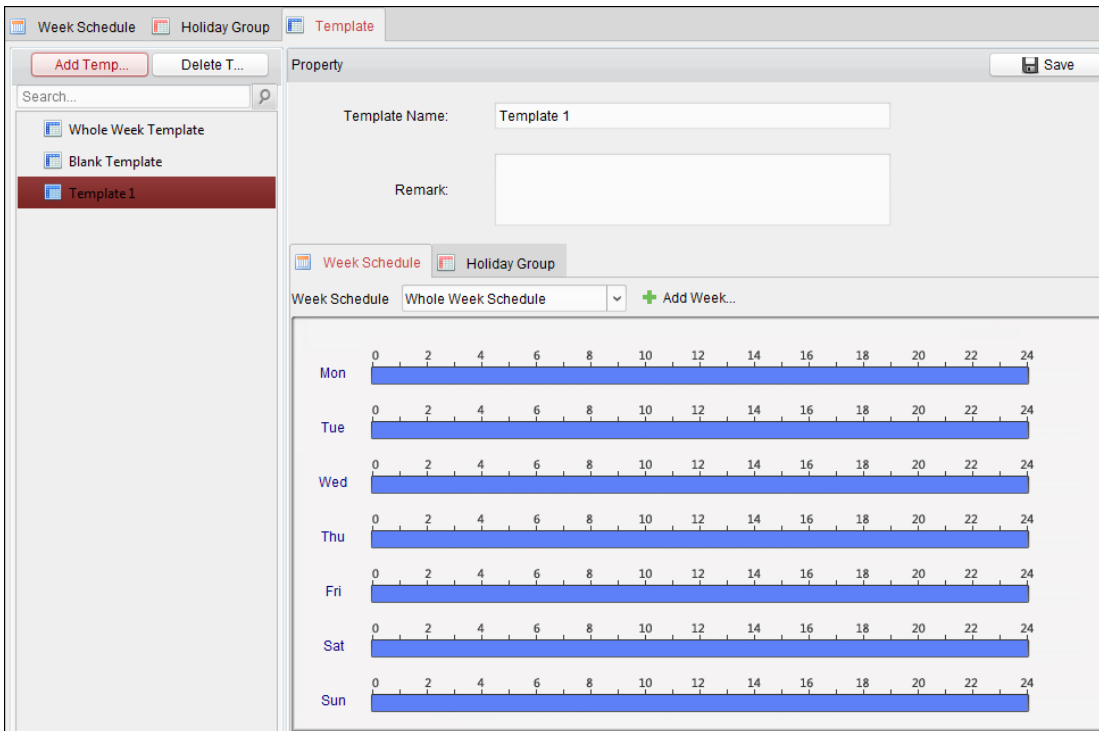 Week Schedule Holiday Group Template
Add Temp... Delete T... Property Save
Search...
Template Name: Template 1
Whole Week Template
Blank Template
Remark:
Template 1
Week Schedule Holiday Group
Week Schedule Whole Week Schedule Add Week...
0 2 4 6 8 10 12 14 16 18 20 22 24
Mon
0 2 4 6 8 10 12 14 16 18 20 22 24
Tue
0 2 4 6 8 10 12 14 16 18 20 22 24
Wed
0 2 4 6 8 10 12 14 16 18 20 22 24
Thu
0 2 4 6 8 10 12 14 16 18 20 22 24
Fri
0 2 4 6 8 10 12 14 16 18 20 22 24
Sat
0 2 4 6 8 10 12 14 16 18 20 22 24
Sun